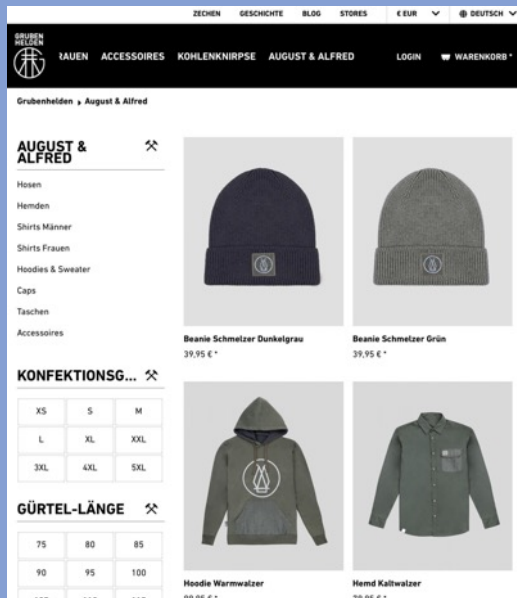 ZECHEN GESCHICHTE BLOG STORES € EUR DEUTSCH
GRUBEN
HELDEN
RAUEN ACCESSOIRES KOHLENKNIRPSE AUGUST & ALFRED LOGIN WARENKORB *
Grubenhelden August & Alfred
AUGUST &
ALFRED
Hosen
Hemden
Shirts Männer
Shirts Frauen
Hoodies & Sweater
Caps
Taschen
Accessoires
Beanie Schmelzer Dunkelgrau
39,95 € *
Beanie Schmelzer Grün
39,95 € *
KONFEKTIONSG...
XS S M
L XL XXL
3XL 4XL 5XL
GÜRTEL-LÄNGE
75 80 85
90 95 100
Hoodie Warmwalzer
Hemd Kaltwalzer